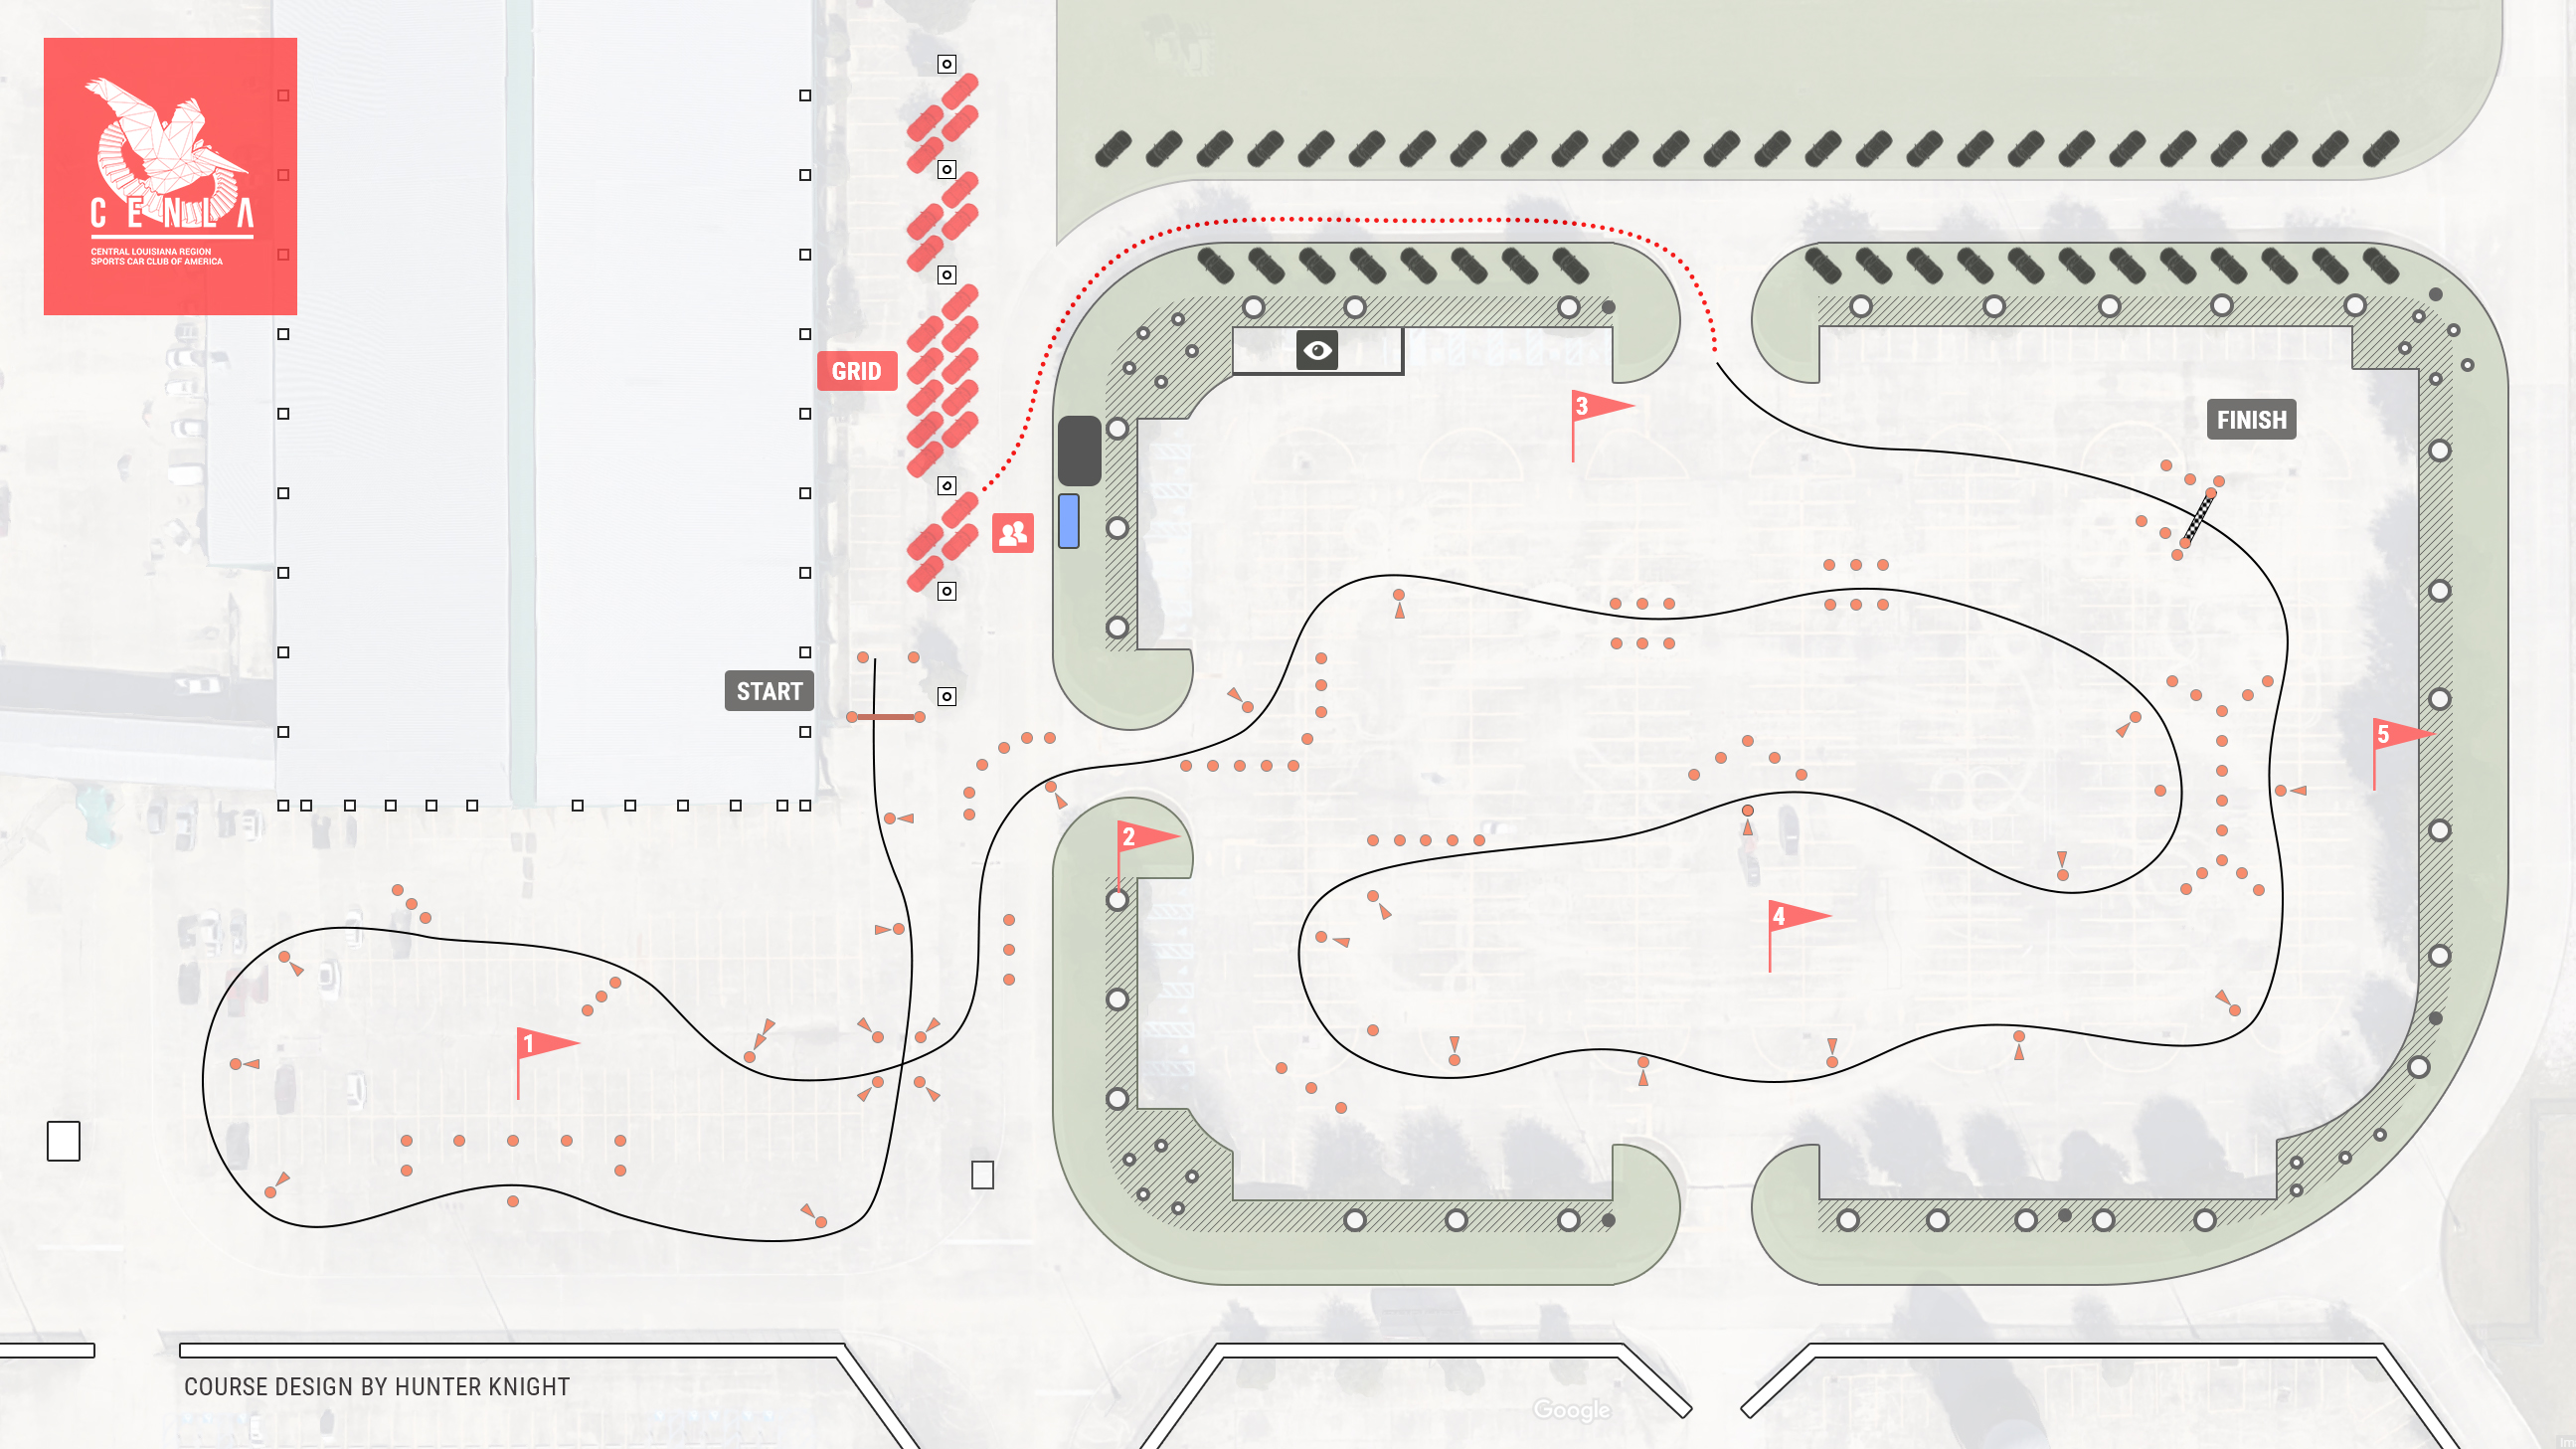 CENLA
CENTRAL LOUISIANA REGION
SPORTS CAR CLUB OF AMERICA
GRID
3
FINISH
START
5
2
4
1
COURSE DESIGN BY HUNTER KNIGHT
Google